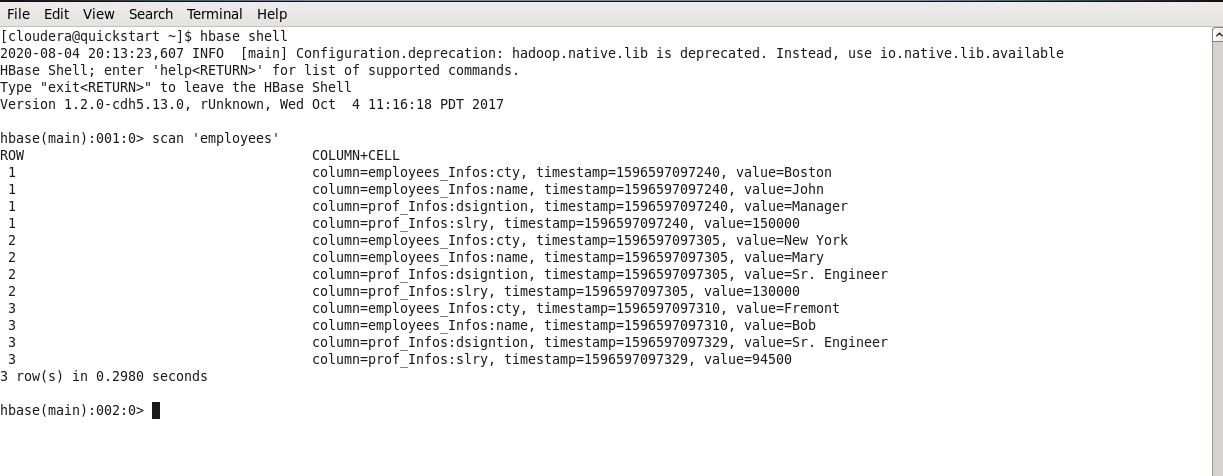 File Edit View Search Terminal Help
[cloudera@quickstart ~]$ hbase shell
2020-08-04 20:13:23,607 INFO  [main] Configuration.deprecation: hadoop.native.lib is deprecated. Instead, use io.native.lib.available
HBase Shell; enter 'help<RETURN>' for list of supported commands.
Type "exit<RETURN>" to leave the HBase Shell
Version 1.2.0-cdh5.13.0, rUnknown, Wed Oct  4 11:16:18 PDT 2017
hbase(main):001:0> scan 'employees'
ROW COLUMN+CELL
1 column=employees_Infos:cty, timestamp=1596597097240, value=Boston
1 column=employees_Infos:name, timestamp=1596597097240, value=John
1 column=prof_Infos:dsigntion, timestamp=1596597097240, value=Manager
1 column=prof_Infos:slry, timestamp=1596597097240, value=150000
2 column=employees_Infos:cty, timestamp=1596597097305, value=New York
2 column=employees_Infos:name, timestamp=1596597097305, value=Mary
2 column=prof_Infos:dsigntion, timestamp=1596597097305, value=Sr. Engineer
2 column=prof_Infos:slry, timestamp=1596597097305, value=130000
3 column=employees_Infos:cty, timestamp=1596597097310, value=Fremont
3 column=employees_Infos:name, timestamp=1596597097310, value=Bob
3 column=prof_Infos:dsigntion, timestamp=1596597097329, value=Sr. Engineer
3 column=prof_Infos:slry, timestamp=1596597097329, value=94500
3 row(s) in 0.2980 seconds
hbase(main):002:0>